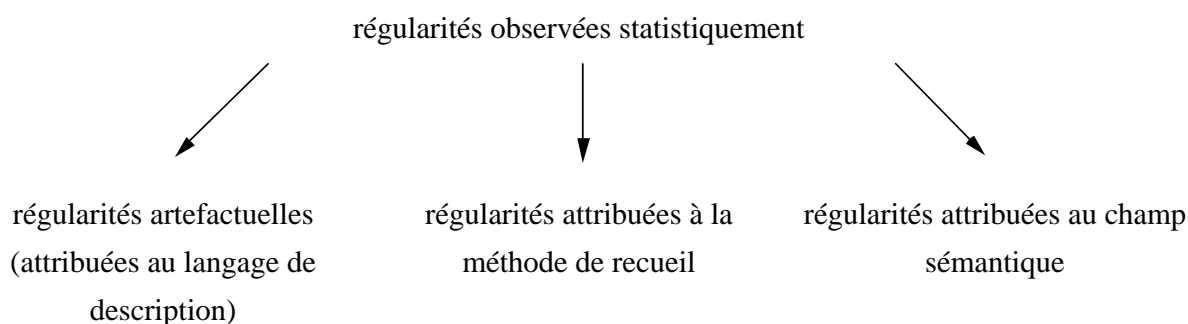 régularités observées statistiquement
régularités artefactuelles
(attribuées au langage de
description)
régularités attribuées à la
méthode de recueil
régularités attribuées au champ
sémantique